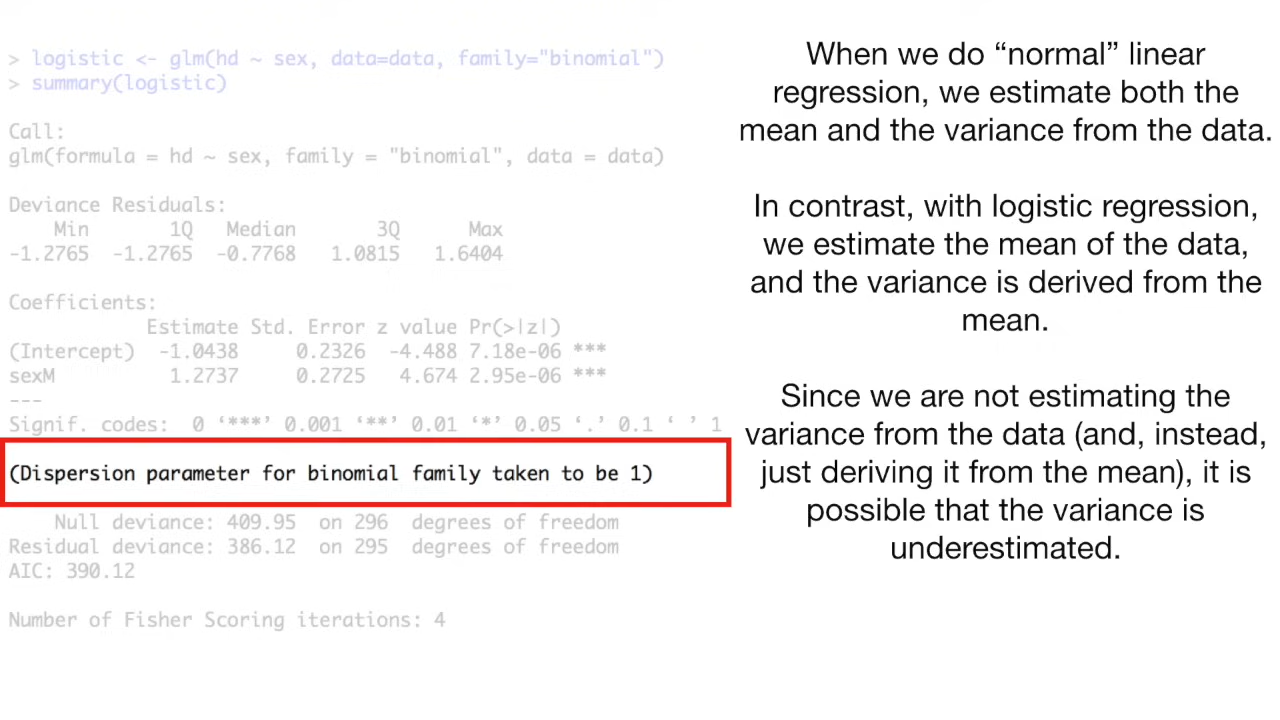 > logistic <- glm(hd ~ sex, data=data, family="binomial")
> summary(logistic)
Call:
glm(formula = hd ~ sex, family = "binomial", data = data)
Deviance Residuals:
Min 1Q Median 3Q Max
-1.2765 -1.2765 -0.7768 1.0815 1.6404
Coefficients:
Estimate Std. Error z value Pr(>|z|)
(Intercept) -1.0438 0.2326 -4.488 7.18e-06 ***
sexM 1.2737 0.2725 4.674 2.95e-06 ***
---
Signif. codes: 0 ‘***’ 0.001 ‘**’ 0.01 ‘*’ 0.05 ‘.’ 0.1 ‘ ’ 1
(Dispersion parameter for binomial family taken to be 1)
Null deviance: 409.95 on 296 degrees of freedom
Residual deviance: 386.12 on 295 degrees of freedom
AIC: 390.12
Number of Fisher Scoring iterations: 4
When we do “normal” linear
regression, we estimate both the
mean and the variance from the data.
In contrast, with logistic regression,
we estimate the mean of the data,
and the variance is derived from the
mean.
Since we are not estimating the
variance from the data (and, instead,
just deriving it from the mean), it is
possible that the variance is
underestimated.